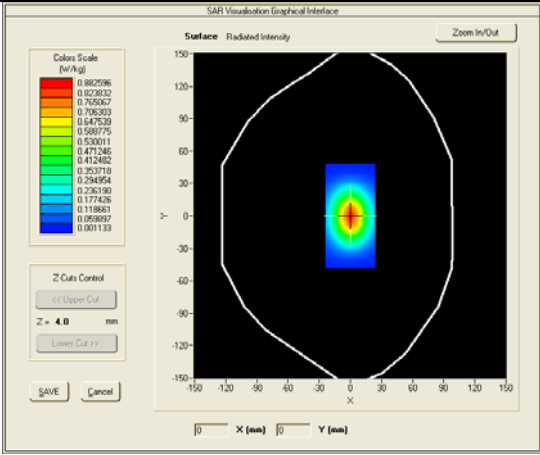 SAR Visualisation Graphical Interface
Surface Radiated Intensity
Zoom In/Out
Colors Scale
(W/kg)
0.882596
0.823832
0.765067
0.706303
0.647539
0.588775
0.530011
0.471246
0.412482
0.353718
0.294954
0.236190
0.177426
0.118661
0.059897
0.001133
Z-Cuts Control
<< Upper Cut
Z = 4.0 mm
Lower Cut >>
SAVE Cancel
150
120
90
60
30
0
-30
-60
-90
-120
-150
Y
-150 -120 -90 -60 -30 0 30 60 90 120 150
X
0 X (mm) 0 Y (mm)